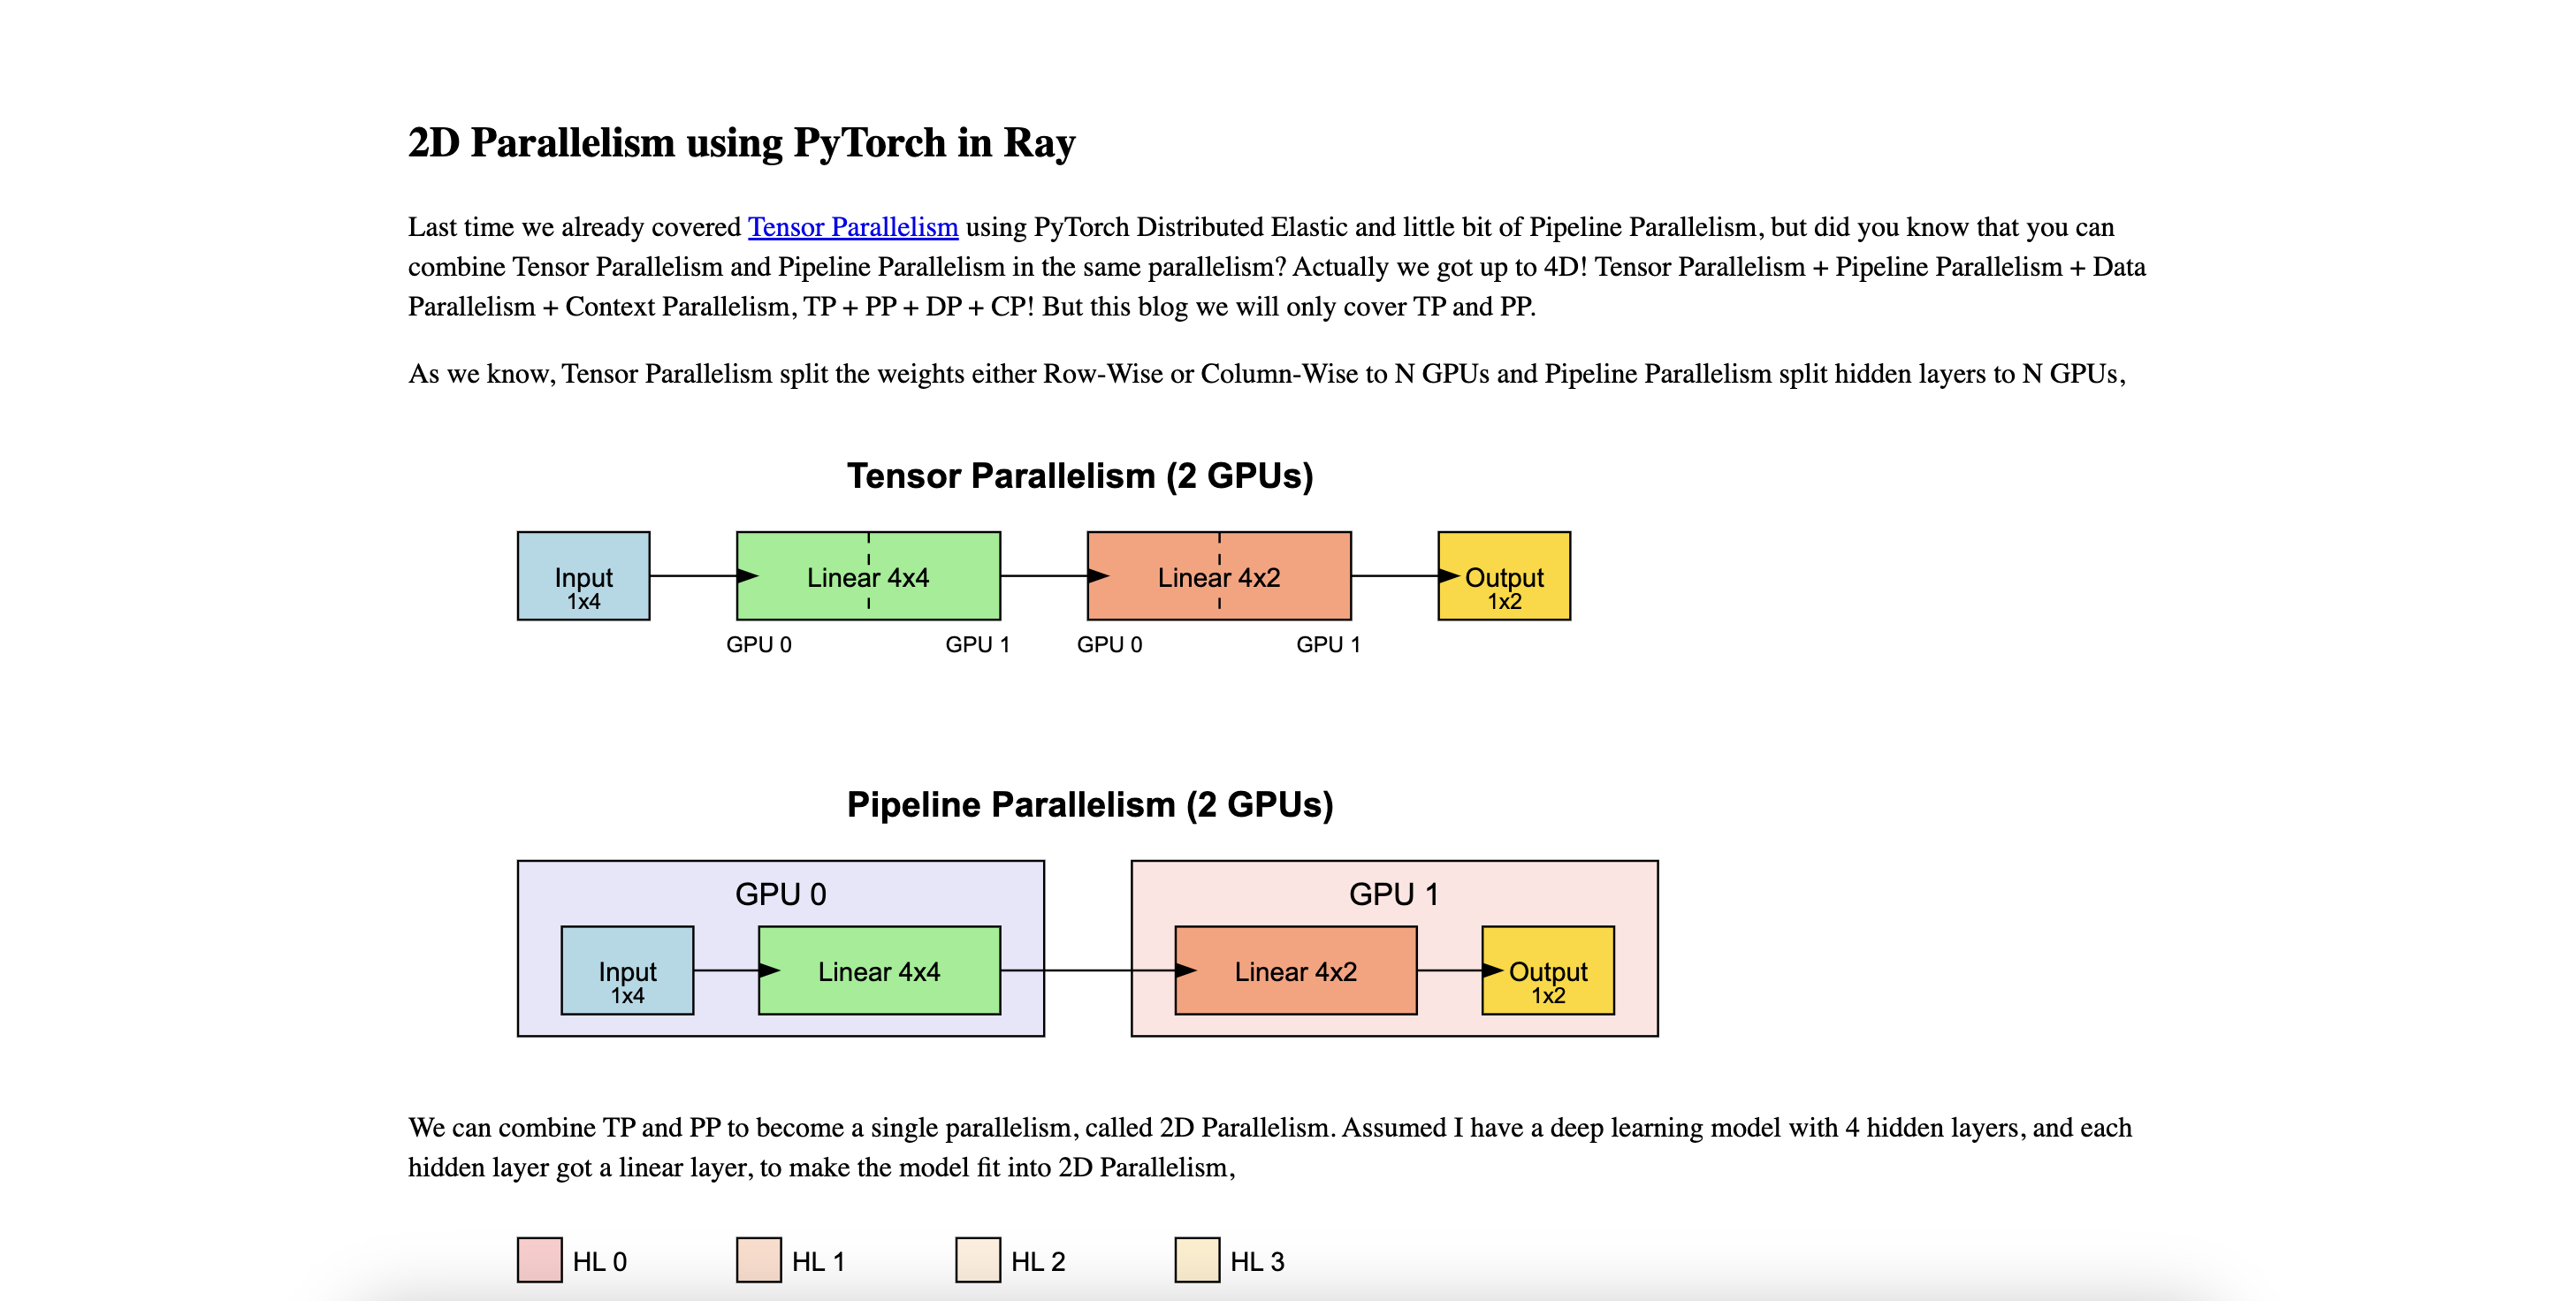 2D Parallelism using PyTorch in Ray
Last time we already covered Tensor Parallelism using PyTorch Distributed Elastic and little bit of Pipeline Parallelism, but did you know that you can
combine Tensor Parallelism and Pipeline Parallelism in the same parallelism? Actually we got up to 4D! Tensor Parallelism + Pipeline Parallelism + Data
Parallelism + Context Parallelism, TP + PP + DP + CP! But this blog we will only cover TP and PP.
As we know, Tensor Parallelism split the weights either Row-Wise or Column-Wise to N GPUs and Pipeline Parallelism split hidden layers to N GPUs,
Tensor Parallelism (2 GPUs)
Input
1x4
Linear 4x4
Linear 4x2
Output
1x2
GPU 0
GPU 1
GPU 0
GPU 1
Pipeline Parallelism (2 GPUs)
GPU 0
Input
1x4
Linear 4x4
GPU 1
Linear 4x2
Output
1x2
We can combine TP and PP to become a single parallelism, called 2D Parallelism. Assumed I have a deep learning model with 4 hidden layers, and each
hidden layer got a linear layer, to make the model fit into 2D Parallelism,
HL 0
HL 1
HL 2
HL 3